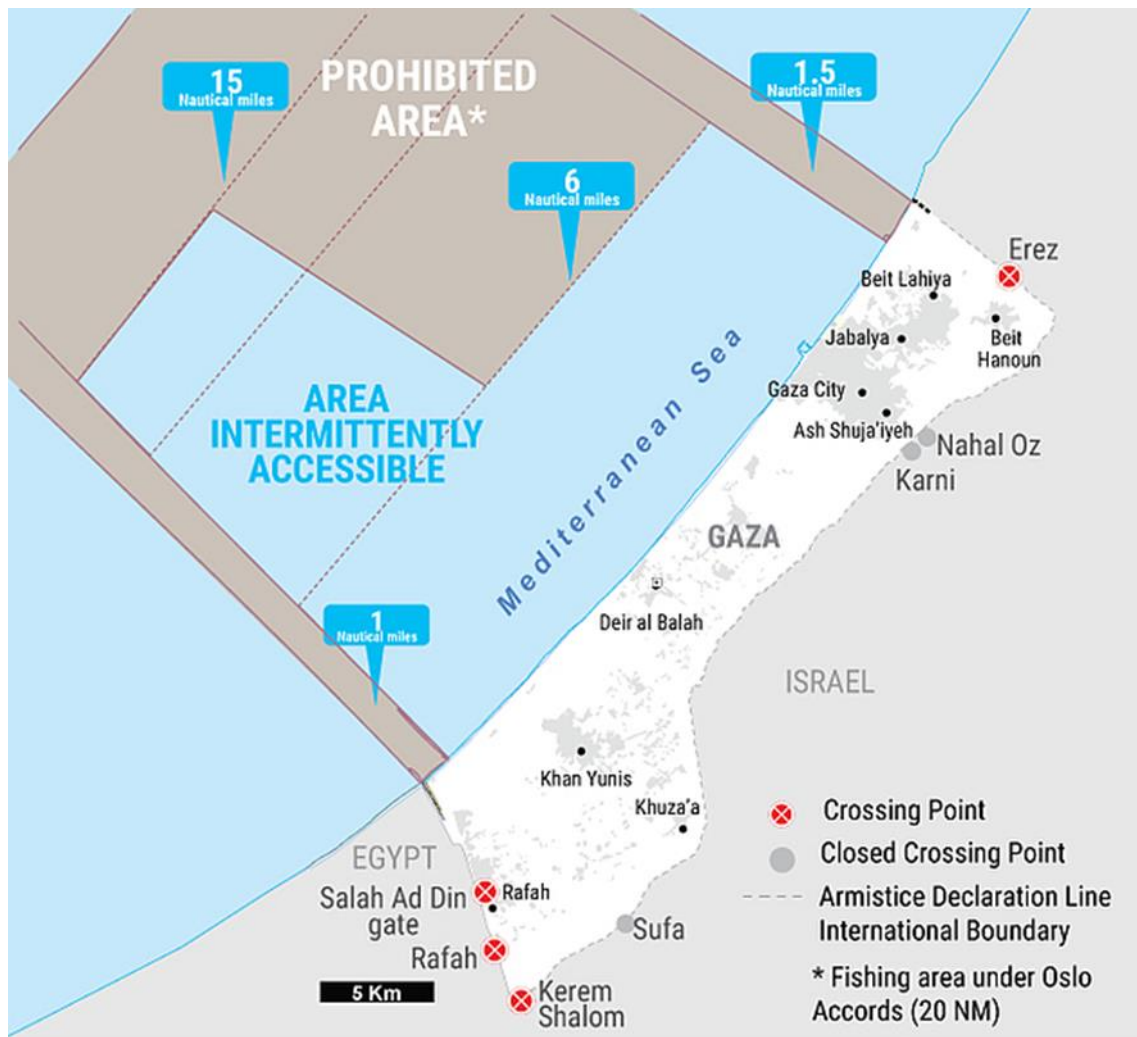 15
Nautical miles
PROHIBITED
AREA*
1.5
Nautical miles
6
Nautical miles
Erez
Beit Lahiya
Jabalya
Beit
Hanoun
Gaza City
Ash Shuja'iyeh
Nahal Oz
Karni
AREA
INTERMITTENTLY
ACCESSIBLE
Mediterranean Sea
GAZA
1
Nautical miles
Deir al Balah
ISRAEL
Khan Yunis
Khuza'a
EGYPT
Salah Ad Din
gate
Rafah
Rafah
Sufa
5 Km
Kerem
Shalom
Crossing Point
Closed Crossing Point
Armistice Declaration Line
International Boundary
* Fishing area under Oslo
Accords (20 NM)